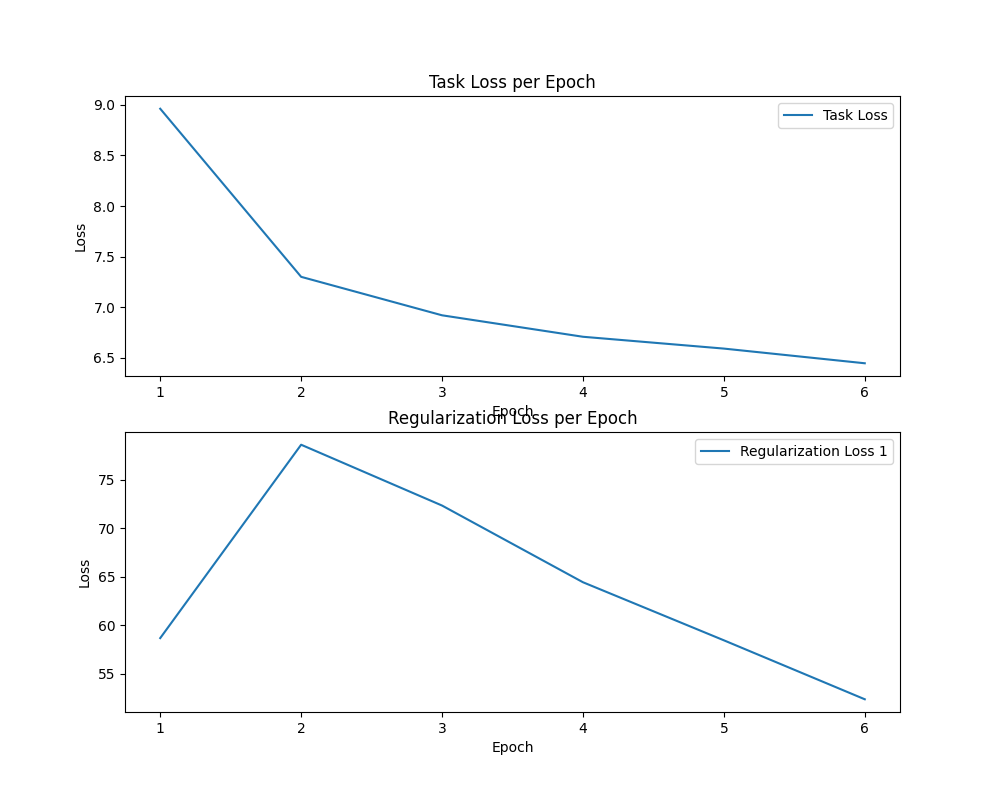 Task Loss per Epoch
Task Loss
9.0
8.5
8.0
7.5
7.0
6.5
Loss
1 2 3 4 5 6
Epoch
Regularization Loss per Epoch
Regularization Loss 1
75
70
65
60
55
Loss
1 2 3 4 5 6
Epoch